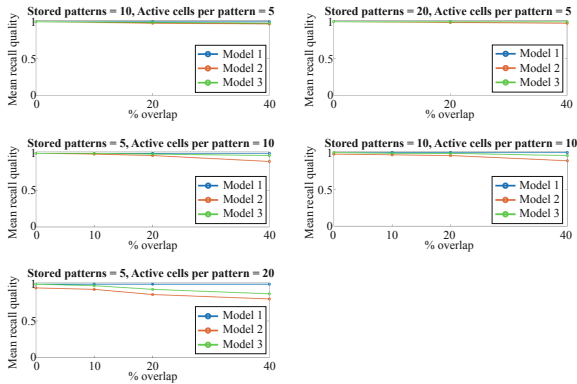 Stored patterns = 10, Active cells per pattern = 5
Mean recall quality
1
0.5
0
0 20 40
% overlap
Model 1
Model 2
Model 3
Stored patterns = 20, Active cells per pattern = 5
Mean recall quality
1
0.5
0
0 20 40
% overlap
Model 1
Model 2
Model 3
Stored patterns = 5, Active cells per pattern = 10
Mean recall quality
1
0.5
0
0 10 20 40
% overlap
Model 1
Model 2
Model 3
Stored patterns = 10, Active cells per pattern = 10
Mean recall quality
1
0.5
0
0 10 20 40
% overlap
Model 1
Model 2
Model 3
Stored patterns = 5, Active cells per pattern = 20
Mean recall quality
1
0.5
0
0 10 20 40
% overlap
Model 1
Model 2
Model 3